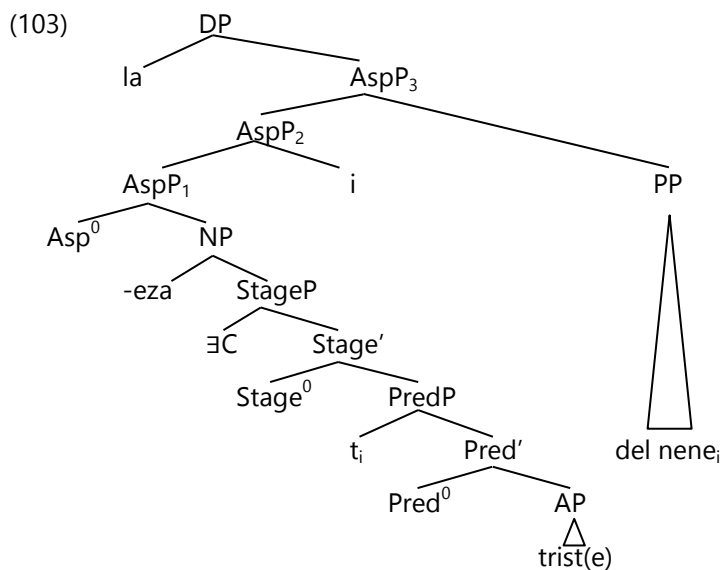 (103) DP
la AspP₃
AspP₂
AspP₁ i PP
Asp⁰ NP
-eza StageP
∃C Stage’
Stage⁰ PredP
tᵢ Pred’ del neneᵢ
Pred⁰ AP
trist(e)